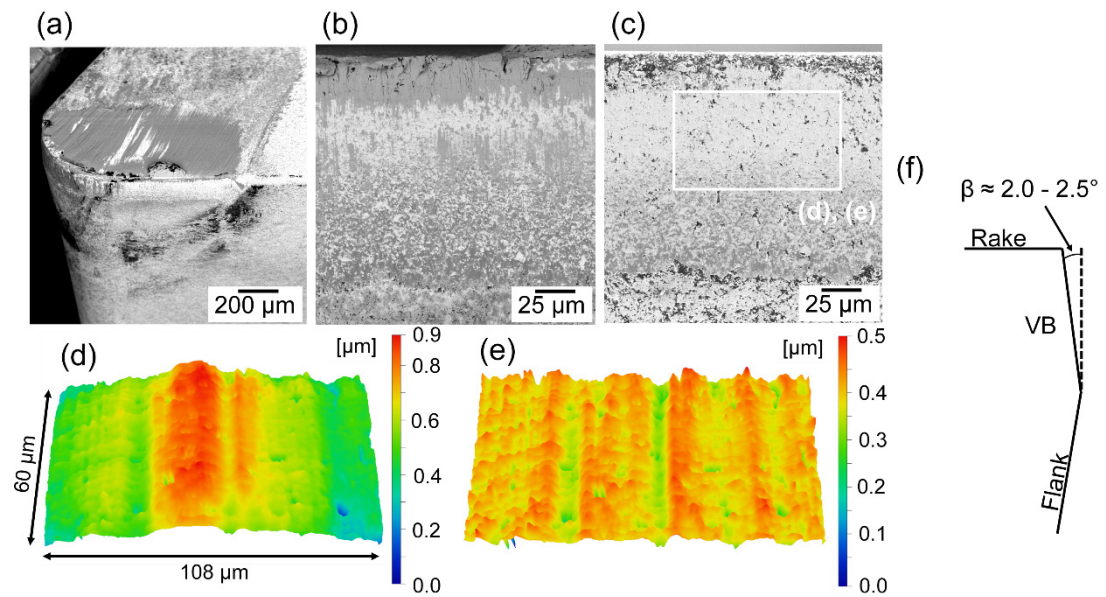 (a)
(b)
(c)
(f)
200 µm
25 µm
(d), (e)
25 µm
β ≈ 2.0 - 2.5°
Rake
VB
Flank
(d)
[µm]
0.9
0.8
0.6
0.4
0.2
0.0
60 µm
108 µm
(e)
[µm]
0.5
0.4
0.3
0.2
0.1
0.0